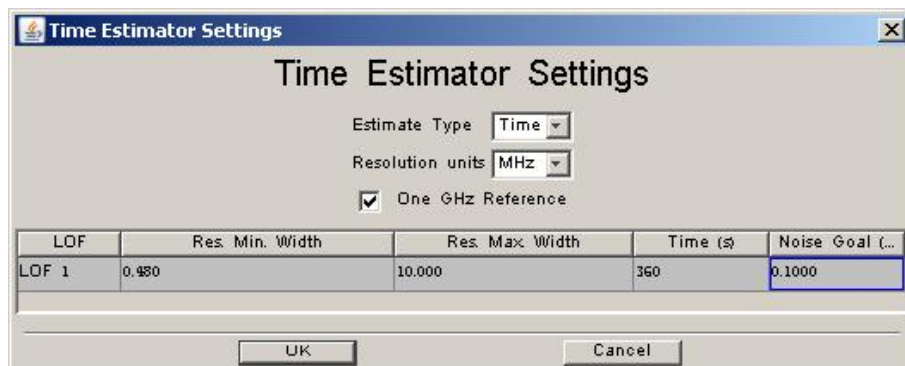 Time Estimator Settings
Time Estimator Settings
Estimate Type Time
Resolution units MHz
One GHz Reference
LOF Res. Min. Width Res. Max. Width Time (s) Noise Goal (...
LOF 1 0.480 10.000 360 0.1000
OK Cancel